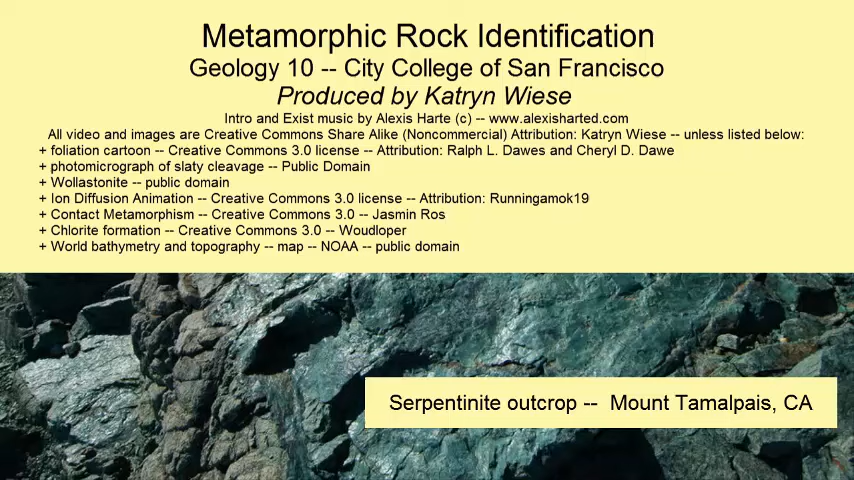 Metamorphic Rock Identification
Geology 10 -- City College of San Francisco
Produced by Katryn Wiese
Intro and Exist music by Alexis Harte (c) -- www.alexisharted.com
All video and images are Creative Commons Share Alike (Noncommercial) Attribution: Katryn Wiese -- unless listed below:
+ foliation cartoon -- Creative Commons 3.0 license -- Attribution: Ralph L. Dawes and Cheryl D. Dawe
+ photomicrograph of slaty cleavage -- Public Domain
+ Wollastonite -- public domain
+ Ion Diffusion Animation -- Creative Commons 3.0 license -- Attribution: Runningamok19
+ Contact Metamorphism -- Creative Commons 3.0 -- Jasmin Ros
+ Chlorite formation -- Creative Commons 3.0 -- Woudloper
+ World bathymetry and topography -- map -- NOAA -- public domain
Serpentinite outcrop -- Mount Tamalpais, CA